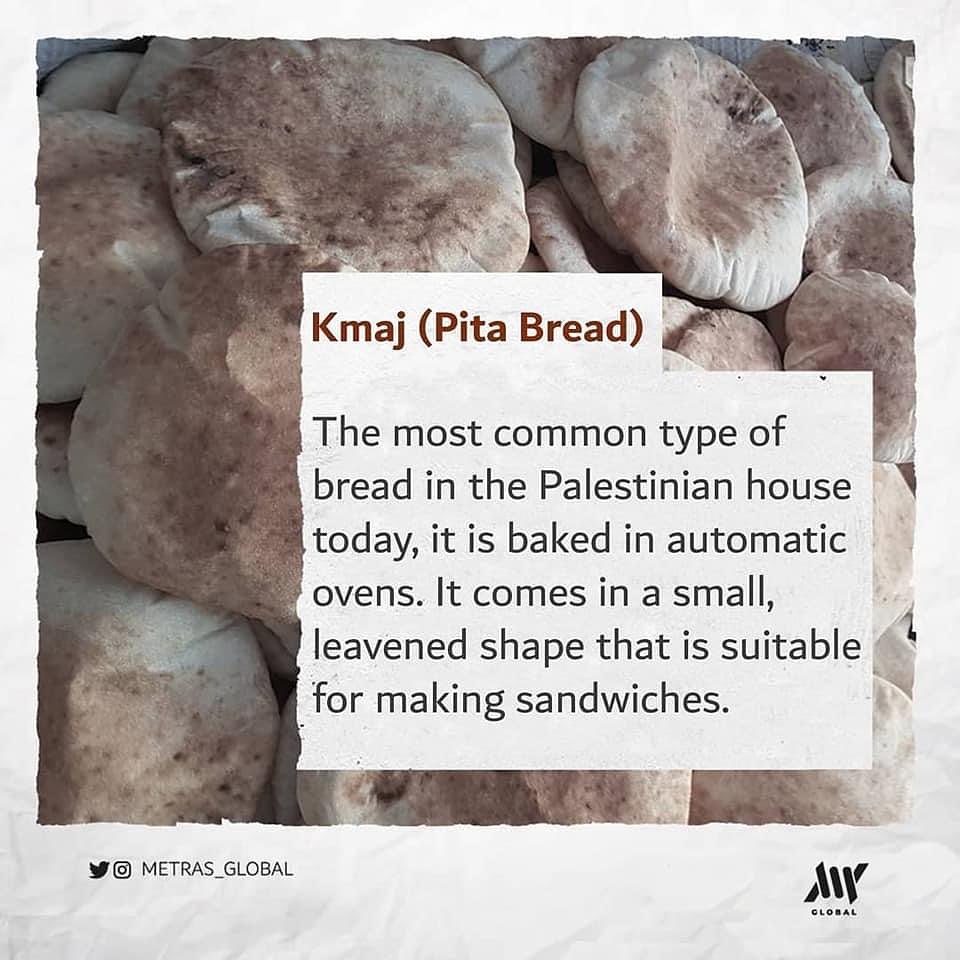 Kmaj (Pita Bread)
The most common type of
bread in the Palestinian house
today, it is baked in automatic
ovens. It comes in a small,
leavened shape that is suitable
for making sandwiches.
METRAS_GLOBAL
GLOBAL